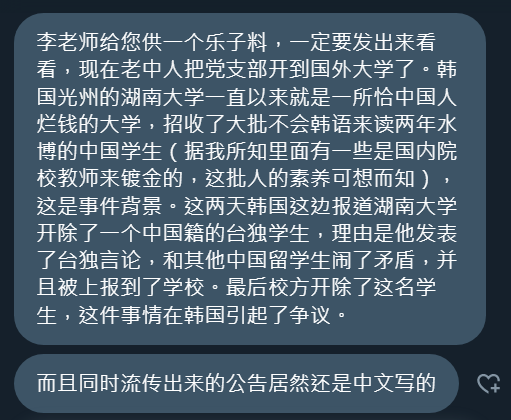 李老师给您供一个乐子料，一定要发出来看
看，现在老中人把党支部开到国外大学了。韩
国光州的湖南大学一直以来就是一所恰中国人
烂钱的大学，招收了大批不会韩语来读两年水
博的中国学生（据我所知里面有一些是国内院
校教师来镀金的，这批人的素养可想而知），
这是事件背景。这两天韩国这边报道湖南大学
开除了一个中国籍的台独学生，理由是他发表
了台独言论，和其他中国留学生闹了矛盾，并
且被上报到了学校。最后校方开除了这名学
生，这件事情在韩国引起了争议。
而且同时流传出来的公告居然还是中文写的